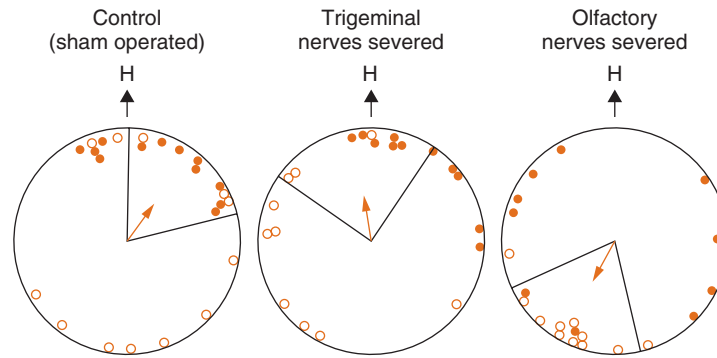 Control
(sham operated)
H
Trigeminal
nerves severed
H
Olfactory
nerves severed
H